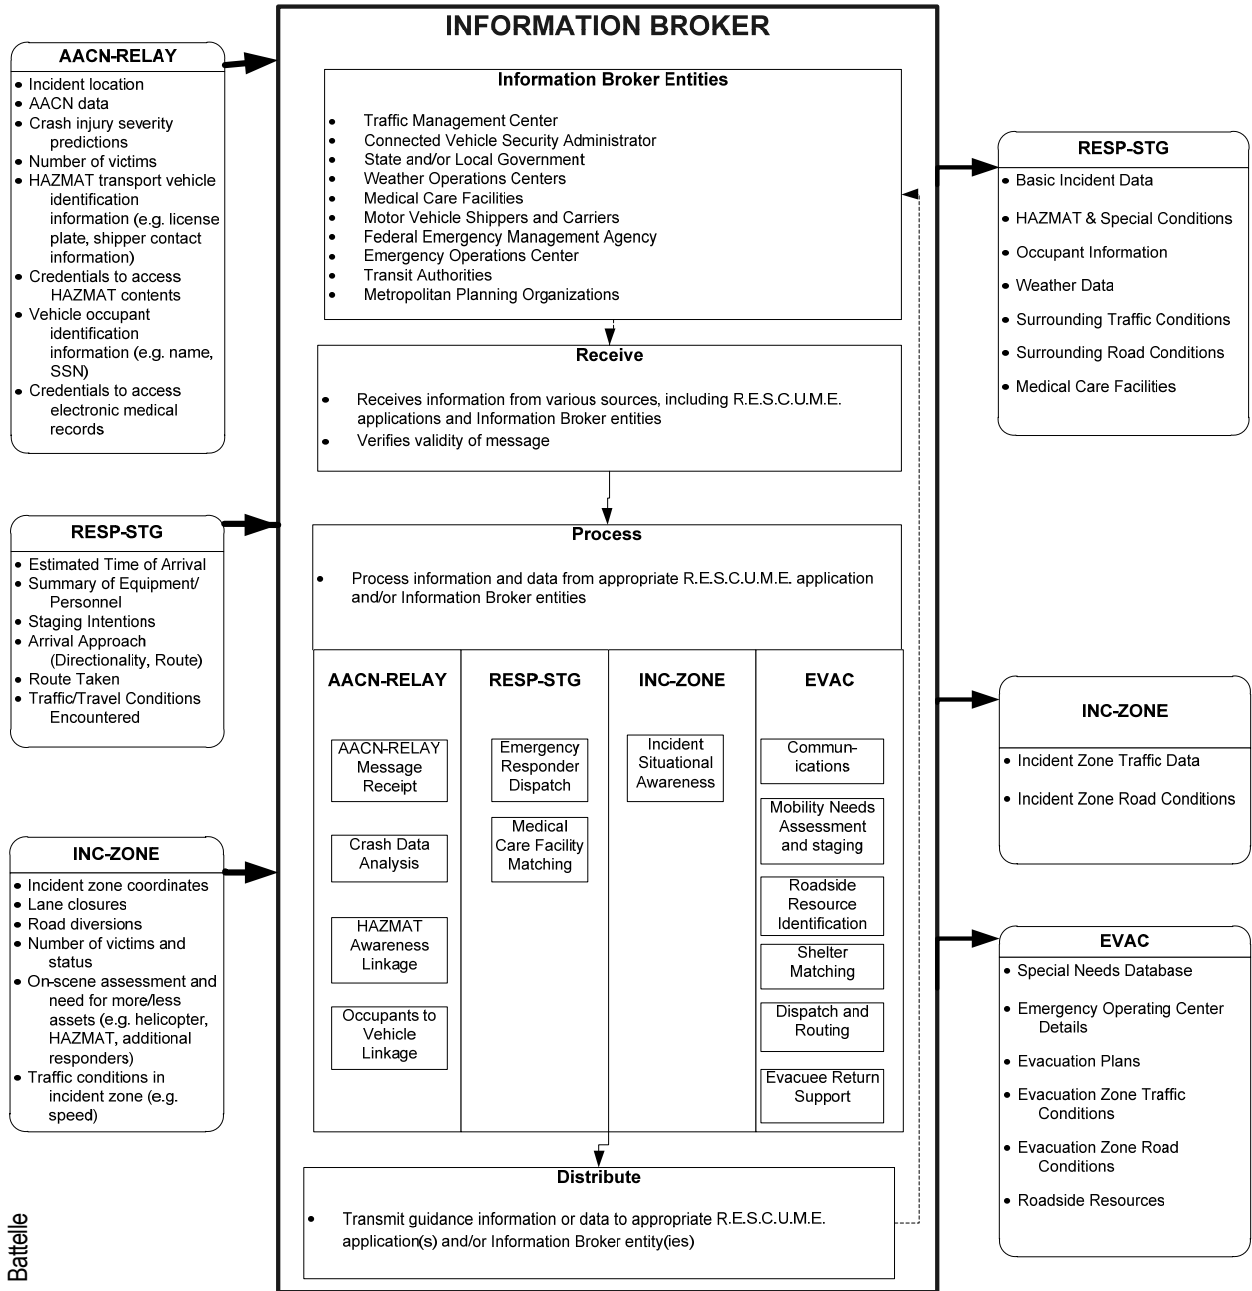 INFORMATION BROKER
AACN-RELAY
• Incident location
• AACN data
• Crash injury severity
predictions
• Number of victims
• HAZMAT transport vehicle
identification
information (e.g. license
plate, shipper contact
information)
• Credentials to access
HAZMAT contents
• Vehicle occupant
identification
information (e.g. name,
SSN)
• Credentials to access
electronic medical
records
RESP-STG
• Estimated Time of Arrival
• Summary of Equipment/
Personnel
• Staging Intentions
• Arrival Approach
(Directionality, Route)
• Route Taken
• Traffic/Travel Conditions
Encountered
INC-ZONE
• Incident zone coordinates
• Lane closures
• Road diversions
• Number of victims and
status
• On-scene assessment and
need for more/less
assets (e.g. helicopter,
HAZMAT, additional
responders)
• Traffic conditions in
incident zone (e.g.
speed)
Information Broker Entities
• Traffic Management Center
• Connected Vehicle Security Administrator
• State and/or Local Government
• Weather Operations Centers
• Medical Care Facilities
• Motor Vehicle Shippers and Carriers
• Federal Emergency Management Agency
• Emergency Operations Center
• Transit Authorities
• Metropolitan Planning Organizations
Receive
• Receives information from various sources, including R.E.S.C.U.M.E.
applications and Information Broker entities
• Verifies validity of message
Process
• Process information and data from appropriate R.E.S.C.U.M.E. application
and/or Information Broker entities
AACN-RELAY
AACN-RELAY
Message
Receipt
Crash Data
Analysis
HAZMAT
Awareness
Linkage
Occupants to
Vehicle
Linkage
RESP-STG
Emergency
Responder
Dispatch
Medical
Care Facility
Matching
INC-ZONE
Incident
Situational
Awareness
EVAC
Commun-
ications
Mobility Needs
Assessment
and staging
Roadside
Resource
Identification
Shelter
Matching
Dispatch and
Routing
Evacuee Return
Support
Distribute
• Transmit guidance information or data to appropriate R.E.S.C.U.M.E.
application(s) and/or Information Broker entity(ies)
RESP-STG
• Basic Incident Data
• HAZMAT & Special Conditions
• Occupant Information
• Weather Data
• Surrounding Traffic Conditions
• Surrounding Road Conditions
• Medical Care Facilities
INC-ZONE
• Incident Zone Traffic Data
• Incident Zone Road Conditions
EVAC
• Special Needs Database
• Emergency Operating Center
Details
• Evacuation Plans
• Evacuation Zone Traffic
Conditions
• Evacuation Zone Road
Conditions
• Roadside Resources
Battelle